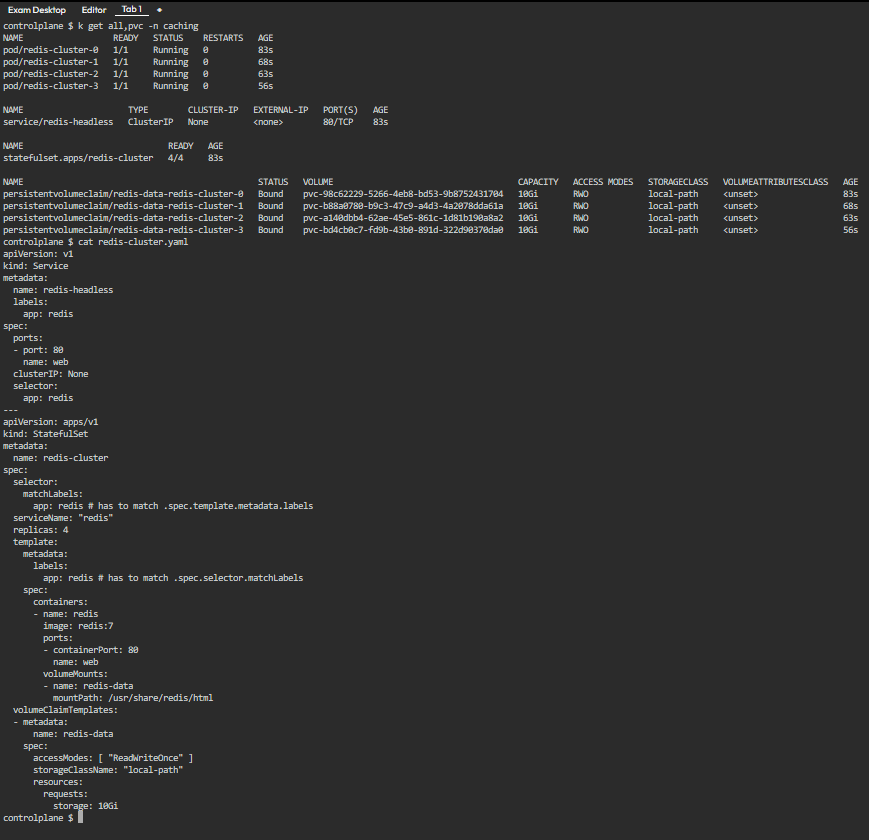 Exam Desktop Editor Tab 1
controlplane $ k get all,pvc -n caching
NAME READY STATUS RESTARTS AGE
pod/redis-cluster-0 1/1 Running 0 83s
pod/redis-cluster-1 1/1 Running 0 68s
pod/redis-cluster-2 1/1 Running 0 63s
pod/redis-cluster-3 1/1 Running 0 56s
NAME TYPE CLUSTER-IP EXTERNAL-IP PORT(S) AGE
service/redis-headless ClusterIP None <none> 80/TCP 83s
NAME READY AGE
statefulset.apps/redis-cluster 4/4 83s
NAME STATUS VOLUME CAPACITY ACCESS MODES STORAGECLASS VOLUMEATTRIBUTESCLASS AGE
persistentvolumeclaim/redis-data-redis-cluster-0 Bound pvc-98c62229-5266-4eb8-bd53-9b8752431704 10Gi RWO local-path <unset> 83s
persistentvolumeclaim/redis-data-redis-cluster-1 Bound pvc-b88a0780-b9c3-47c9-a4d3-4a2078dda61a 10Gi RWO local-path <unset> 68s
persistentvolumeclaim/redis-data-redis-cluster-2 Bound pvc-a140dbb4-62ae-45e5-861c-1d81b190a8a2 10Gi RWO local-path <unset> 63s
persistentvolumeclaim/redis-data-redis-cluster-3 Bound pvc-bd4cb0c7-fd9b-43b0-891d-322d90370da0 10Gi RWO local-path <unset> 56s
controlplane $ cat redis-cluster.yaml
apiVersion: v1
kind: Service
metadata:
  name: redis-headless
  labels:
    app: redis
spec:
  ports:
  - port: 80
    name: web
  clusterIP: None
  selector:
    app: redis
---
apiVersion: apps/v1
kind: StatefulSet
metadata:
  name: redis-cluster
spec:
  selector:
    matchLabels:
      app: redis # has to match .spec.template.metadata.labels
  serviceName: "redis"
  replicas: 4
  template:
    metadata:
      labels:
        app: redis # has to match .spec.selector.matchLabels
    spec:
      containers:
      - name: redis
        image: redis:7
        ports:
        - containerPort: 80
          name: web
        volumeMounts:
        - name: redis-data
          mountPath: /usr/share/redis/html
  volumeClaimTemplates:
  - metadata:
      name: redis-data
    spec:
      accessModes: [ "ReadWriteOnce" ]
      storageClassName: "local-path"
      resources:
        requests:
          storage: 10Gi
controlplane $